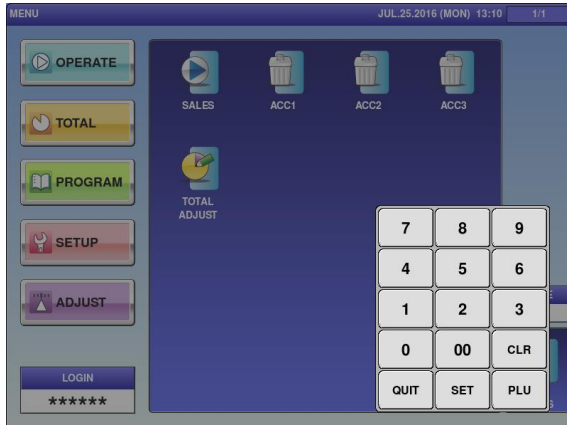 MENU
JUL.25.2016 (MON) 13:10
1/1
OPERATE
TOTAL
PROGRAM
SETUP
ADJUST
LOGIN
******
SALES
ACC1
ACC2
ACC3
TOTAL
ADJUST
7 8 9
4 5 6
1 2 3
0 00 CLR
QUIT SET PLU